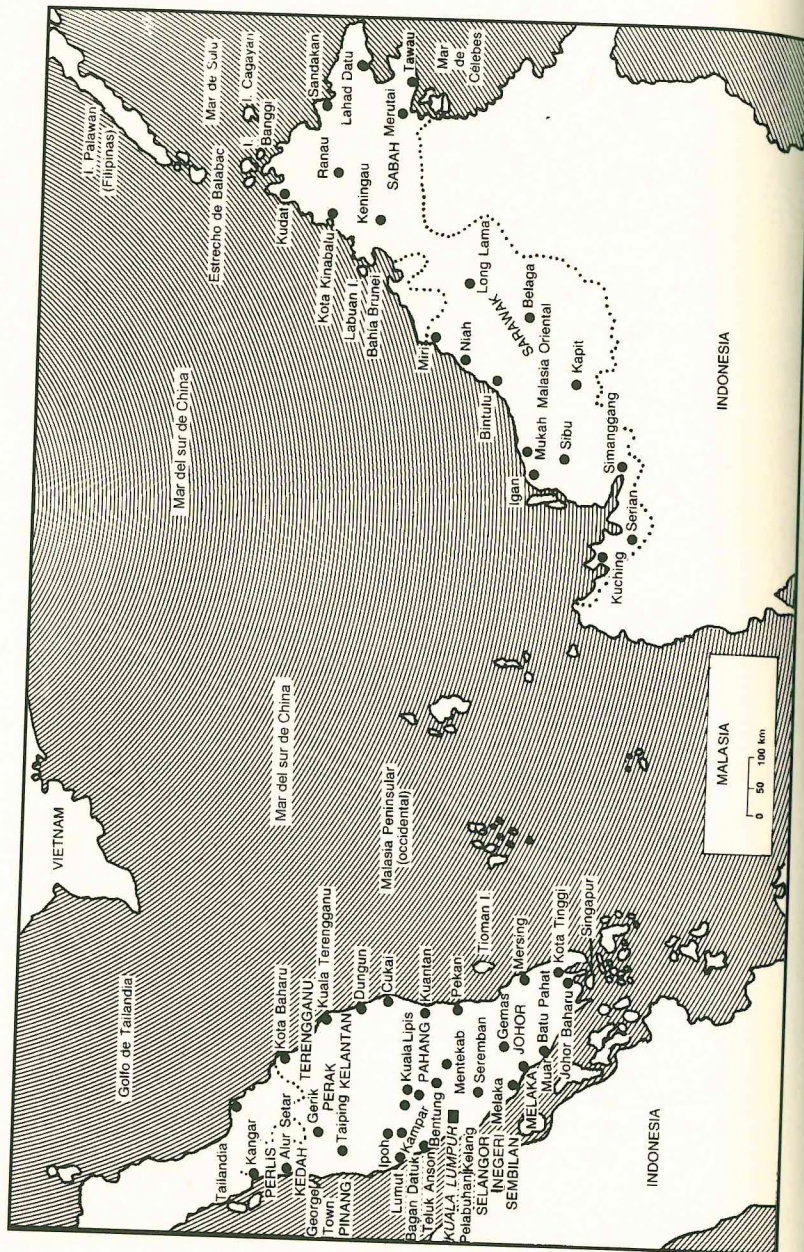 I. Palawan
(Filipinas)
Mar de Sulu
I. Cagayan
Estrecho de Balabac
I.
Banggi
Sandakan
Kudat
Ranau
Lahad Datu
Kota Kinabalu
Keningau
Tawau
Mar
de
Célebes
Labuan I.
Bahia Brunei
SABAH
Merutai
Miri
Niah
Long Lama
Bintulu
SARAWAK
Belaga
Mukah
Malasia Oriental
Igan
Sibu
Kapit
Simanggang
Serian
Kuching
INDONESIA
Mar del sur de China
Mar del sur de China
VIETNAM
Golfo de Tailandia
Malasia Peninsular
(occidental)
Tailandia
Kangar
PERLIS
Alur Setar
KEDAH
George
Town
PINANG
Kota Baharu
TERENGGANU
Kuala Terengganu
Gerik
PERAK
Taiping
KELANTAN
Dungun
Cukai
Ipoh
Lumut
Kampar
Kuala Lipis
Bagan Datuk
PAHANG
Kuantan
Teluk Anson
Bentung
Pekan
KUALA LUMPUR
Mentekab
Pelabuhan Kelang
Seremban
SELANGOR
NEGERI
SEMBILAN
Melaka
Gemas
Tioman I.
Mersing
MELAKA
JOHOR
Muar
Batu Pahat
Kota Tinggi
Johor Baharu
Singapur
INDONESIA
MALASIA
0 50 100 km